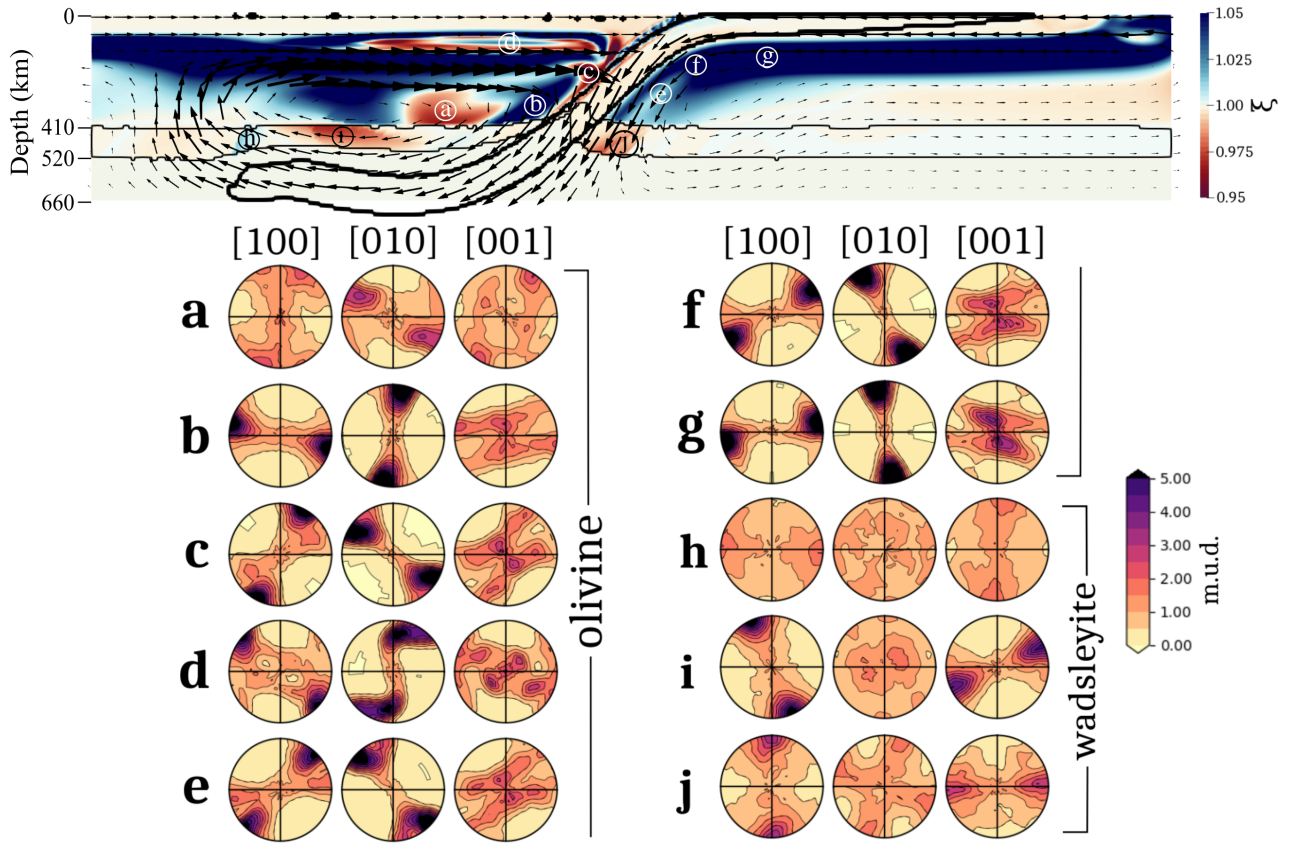 0
Depth (km)
410
520
660
a
b
c
d
e
f
g
h
i
j
1.05
1.025
1.00
0.975
0.95
ξ
[100] [010] [001]
a
b
c
d
e
olivine
[100] [010] [001]
f
g
h
i
j
wadsleyite
5.00
4.00
3.00
2.00
1.00
0.00
m.u.d.